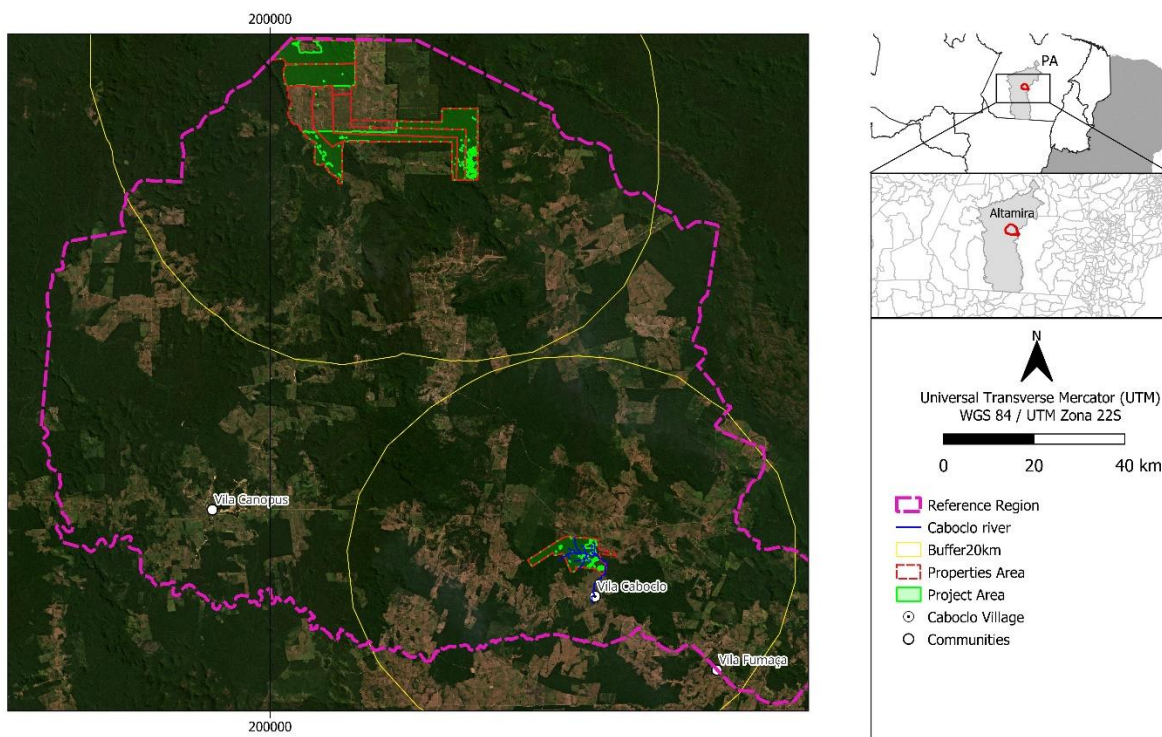 200000
PA
Altamira
Vila Canopus
Vila Caboclo
Vila Fumaça
200000
N
Universal Transverse Mercator (UTM)
WGS 84 / UTM Zona 22S
0 20 40 km
Reference Region
Caboclo river
Buffer20km
Properties Area
Project Area
Caboclo Village
Communities